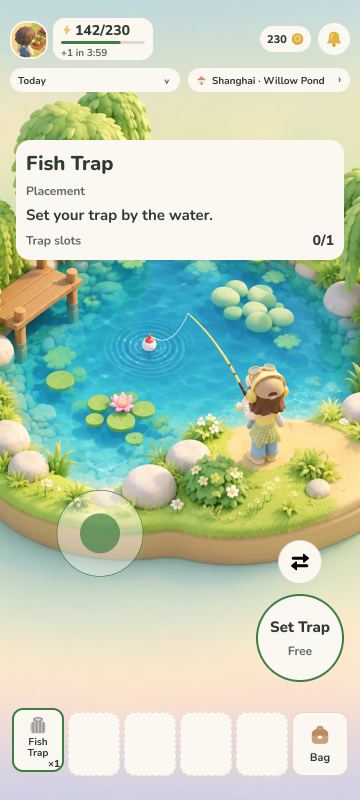 142/230
+1 in 3:59
230
Today
Shanghai · Willow Pond
Fish Trap
Placement
Set your trap by the water.
Trap slots 0/1
Set Trap
Free
Fish
Trap
×1
Bag